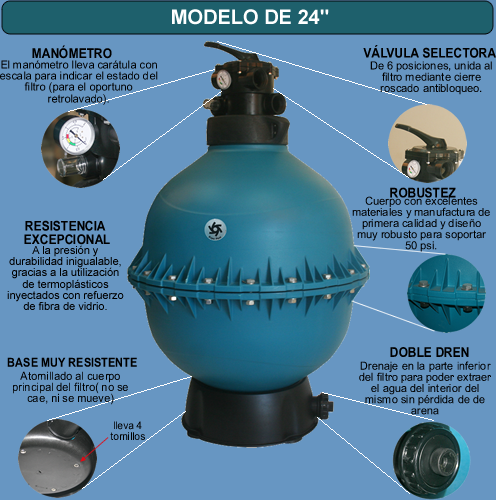 MODELO DE 24"
MANÓMETRO
El manómetro lleva carátula con
escala para indicar el estado del
filtro (para el oportuno
retrolavado).
VÁLVULA SELECTORA
De 6 posiciones, unida al
filtro mediante cierre
roscado antibloqueo.
RESISTENCIA
EXCEPCIONAL
A la presión y
durabilidad inigualable,
gracias a la utilización
de termoplásticos
inyectados con refuerzo
de fibra de vidrio.
ROBUSTEZ
Cuerpo con excelentes
materiales y manufactura de
primera calidad y diseño
muy robusto para soportar
50 psi.
BASE MUY RESISTENTE
Atornillado al cuerpo
principal del filtro( no se
cae, ni se mueve)
lleva 4
tornillos
DOBLE DREN
Drenaje en la parte inferior
del filtro para poder extraer
el agua del interior del
mismo sin pérdida de de
arena